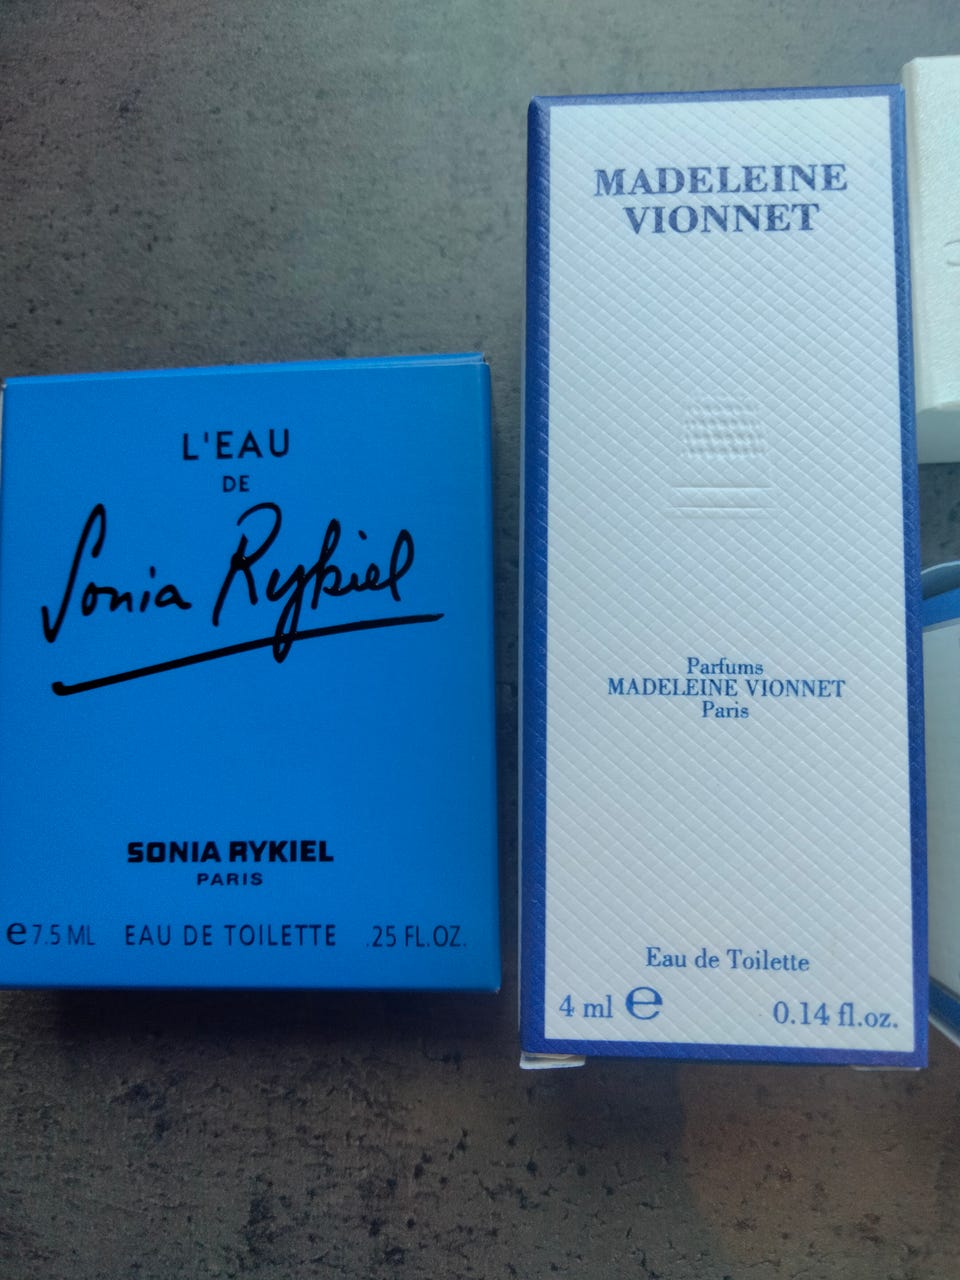 L'EAU
DE
Sonia Rykiel
SONIA RYKIEL
PARIS
e 7.5 ML EAU DE TOILETTE .25 FL.OZ.
MADELEINE
VIONNET
Parfums
MADELEINE VIONNET
Paris
Eau de Toilette
4 ml e 0.14 fl.oz.